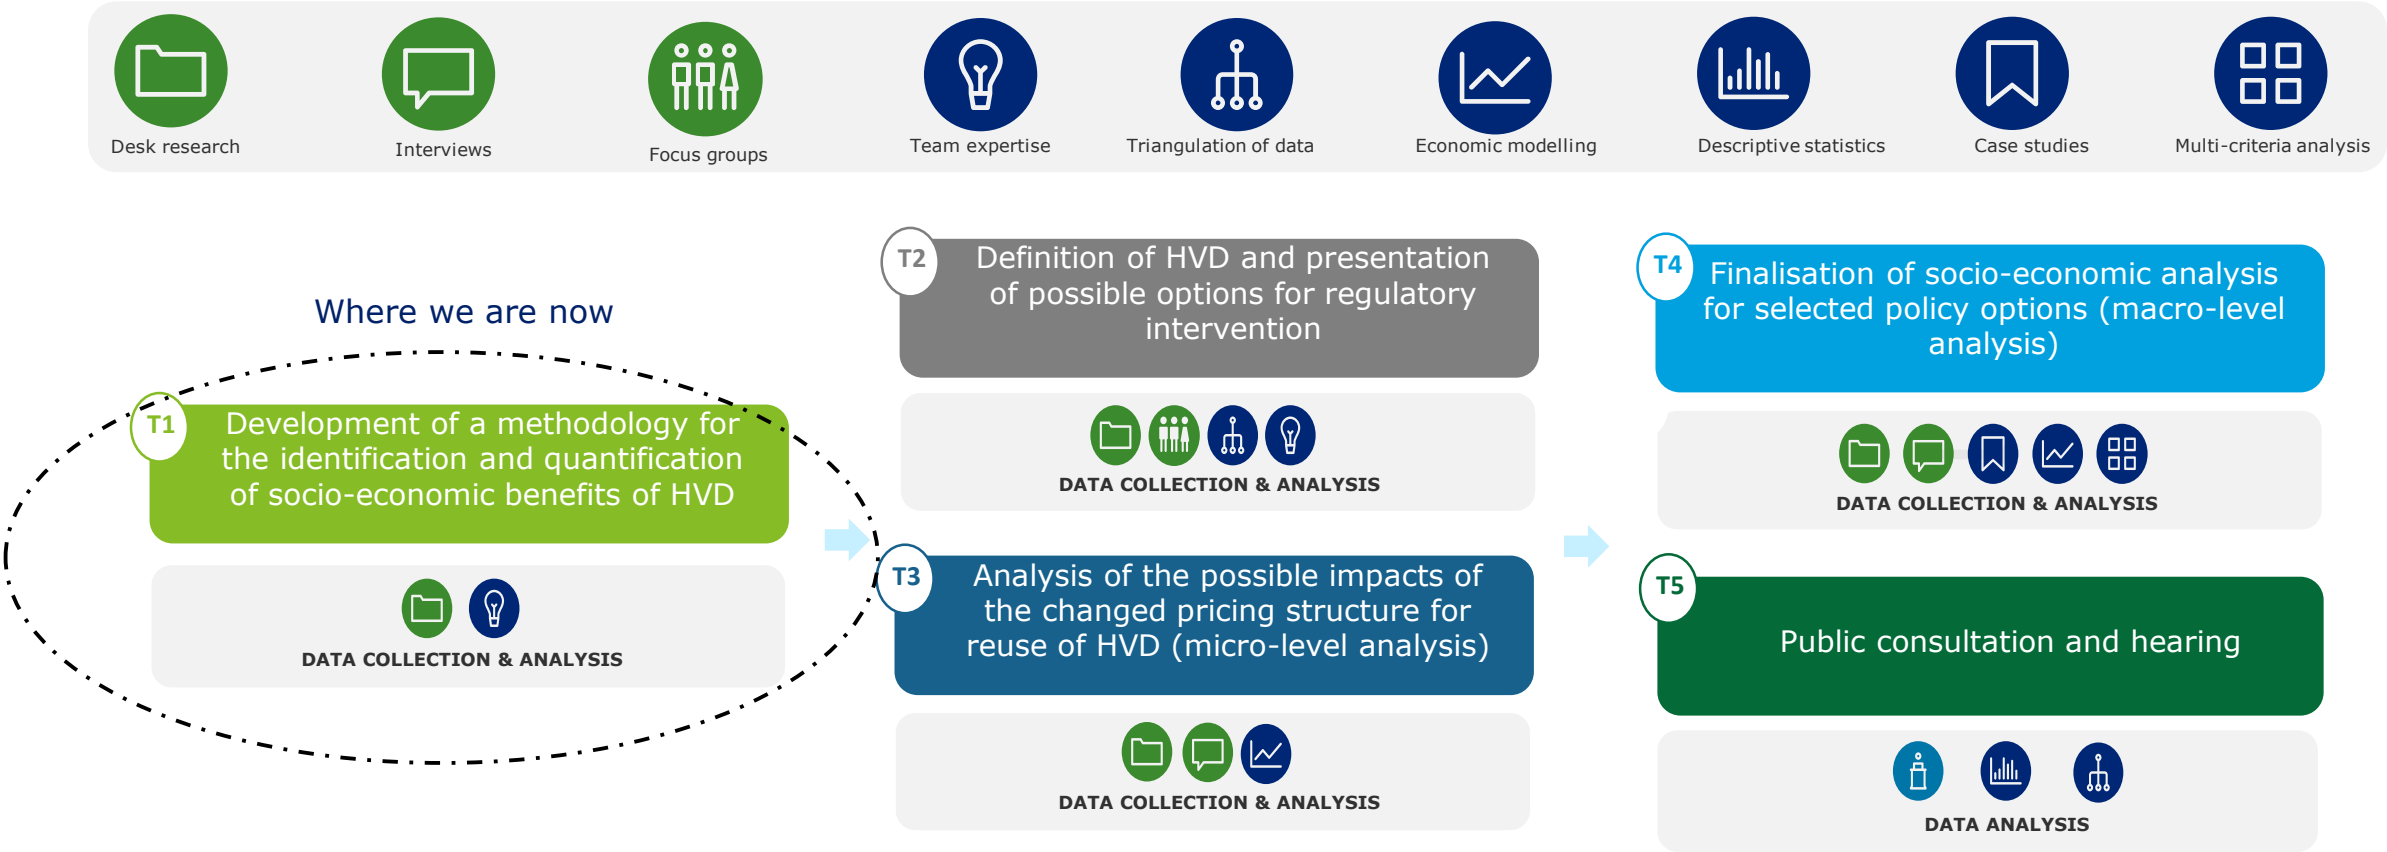 Desk research
Interviews
Focus groups
Team expertise
Triangulation of data
Economic modelling
Descriptive statistics
Case studies
Multi-criteria analysis
Where we are now
T1
Development of a methodology for
the identification and quantification
of socio-economic benefits of HVD
DATA COLLECTION & ANALYSIS
T2
Definition of HVD and presentation
of possible options for regulatory
intervention
DATA COLLECTION & ANALYSIS
T3
Analysis of the possible impacts of
the changed pricing structure for
reuse of HVD (micro-level analysis)
DATA COLLECTION & ANALYSIS
T4
Finalisation of socio-economic analysis
for selected policy options (macro-level
analysis)
DATA COLLECTION & ANALYSIS
T5
Public consultation and hearing
DATA ANALYSIS